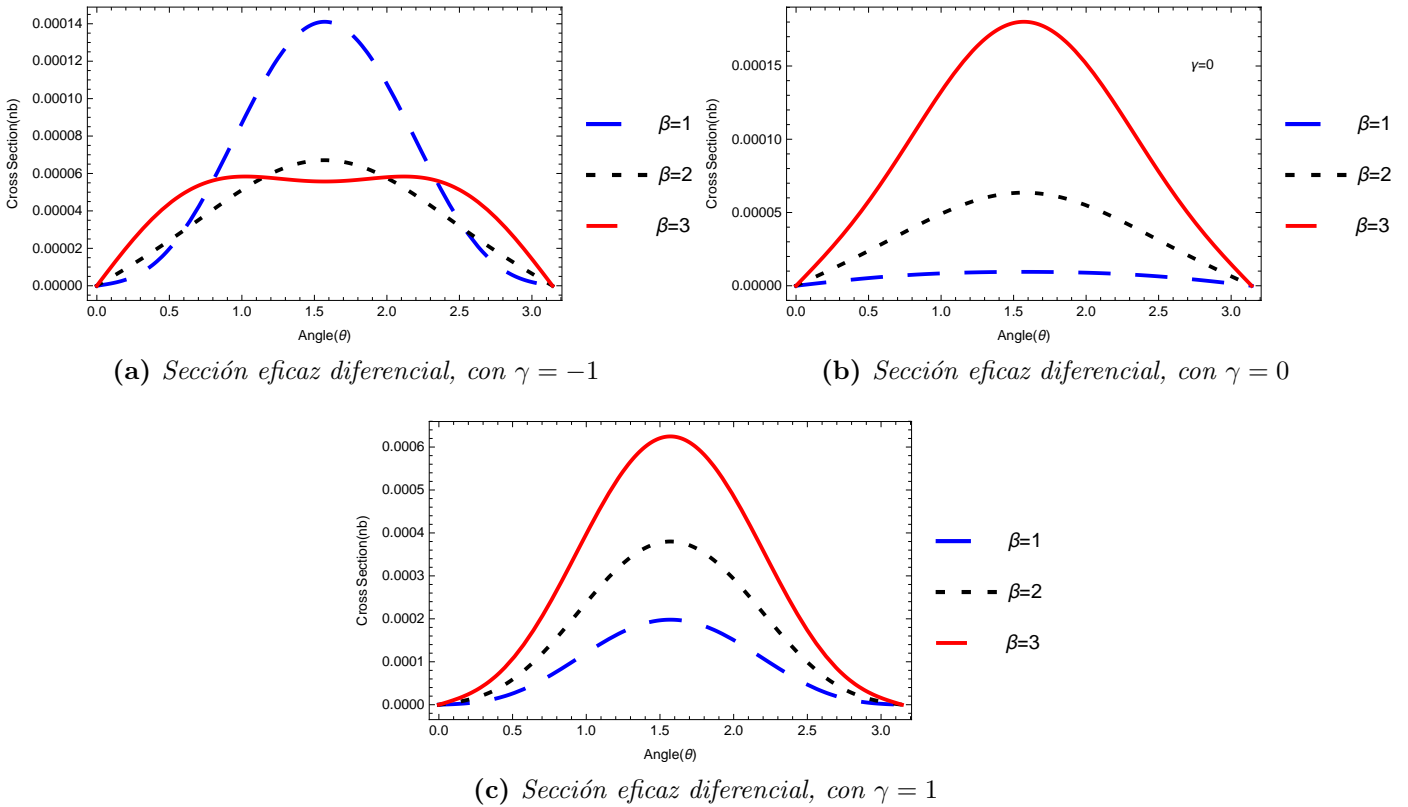 0.00014
0.00012
0.00010
0.00008
0.00006
0.00004
0.00002
0.00000
Cross Section(nb)
0.0 0.5 1.0 1.5 2.0 2.5 3.0
Angle(θ)
β=1
β=2
β=3
(a) Sección eficaz diferencial, con γ = −1
0.00015
0.00010
0.00005
0.00000
Cross Section(nb)
γ=0
0.0 0.5 1.0 1.5 2.0 2.5 3.0
Angle(θ)
β=1
β=2
β=3
(b) Sección eficaz diferencial, con γ = 0
0.0006
0.0005
0.0004
0.0003
0.0002
0.0001
0.0000
Cross Section(nb)
0.0 0.5 1.0 1.5 2.0 2.5 3.0
Angle(θ)
β=1
β=2
β=3
(c) Sección eficaz diferencial, con γ = 1